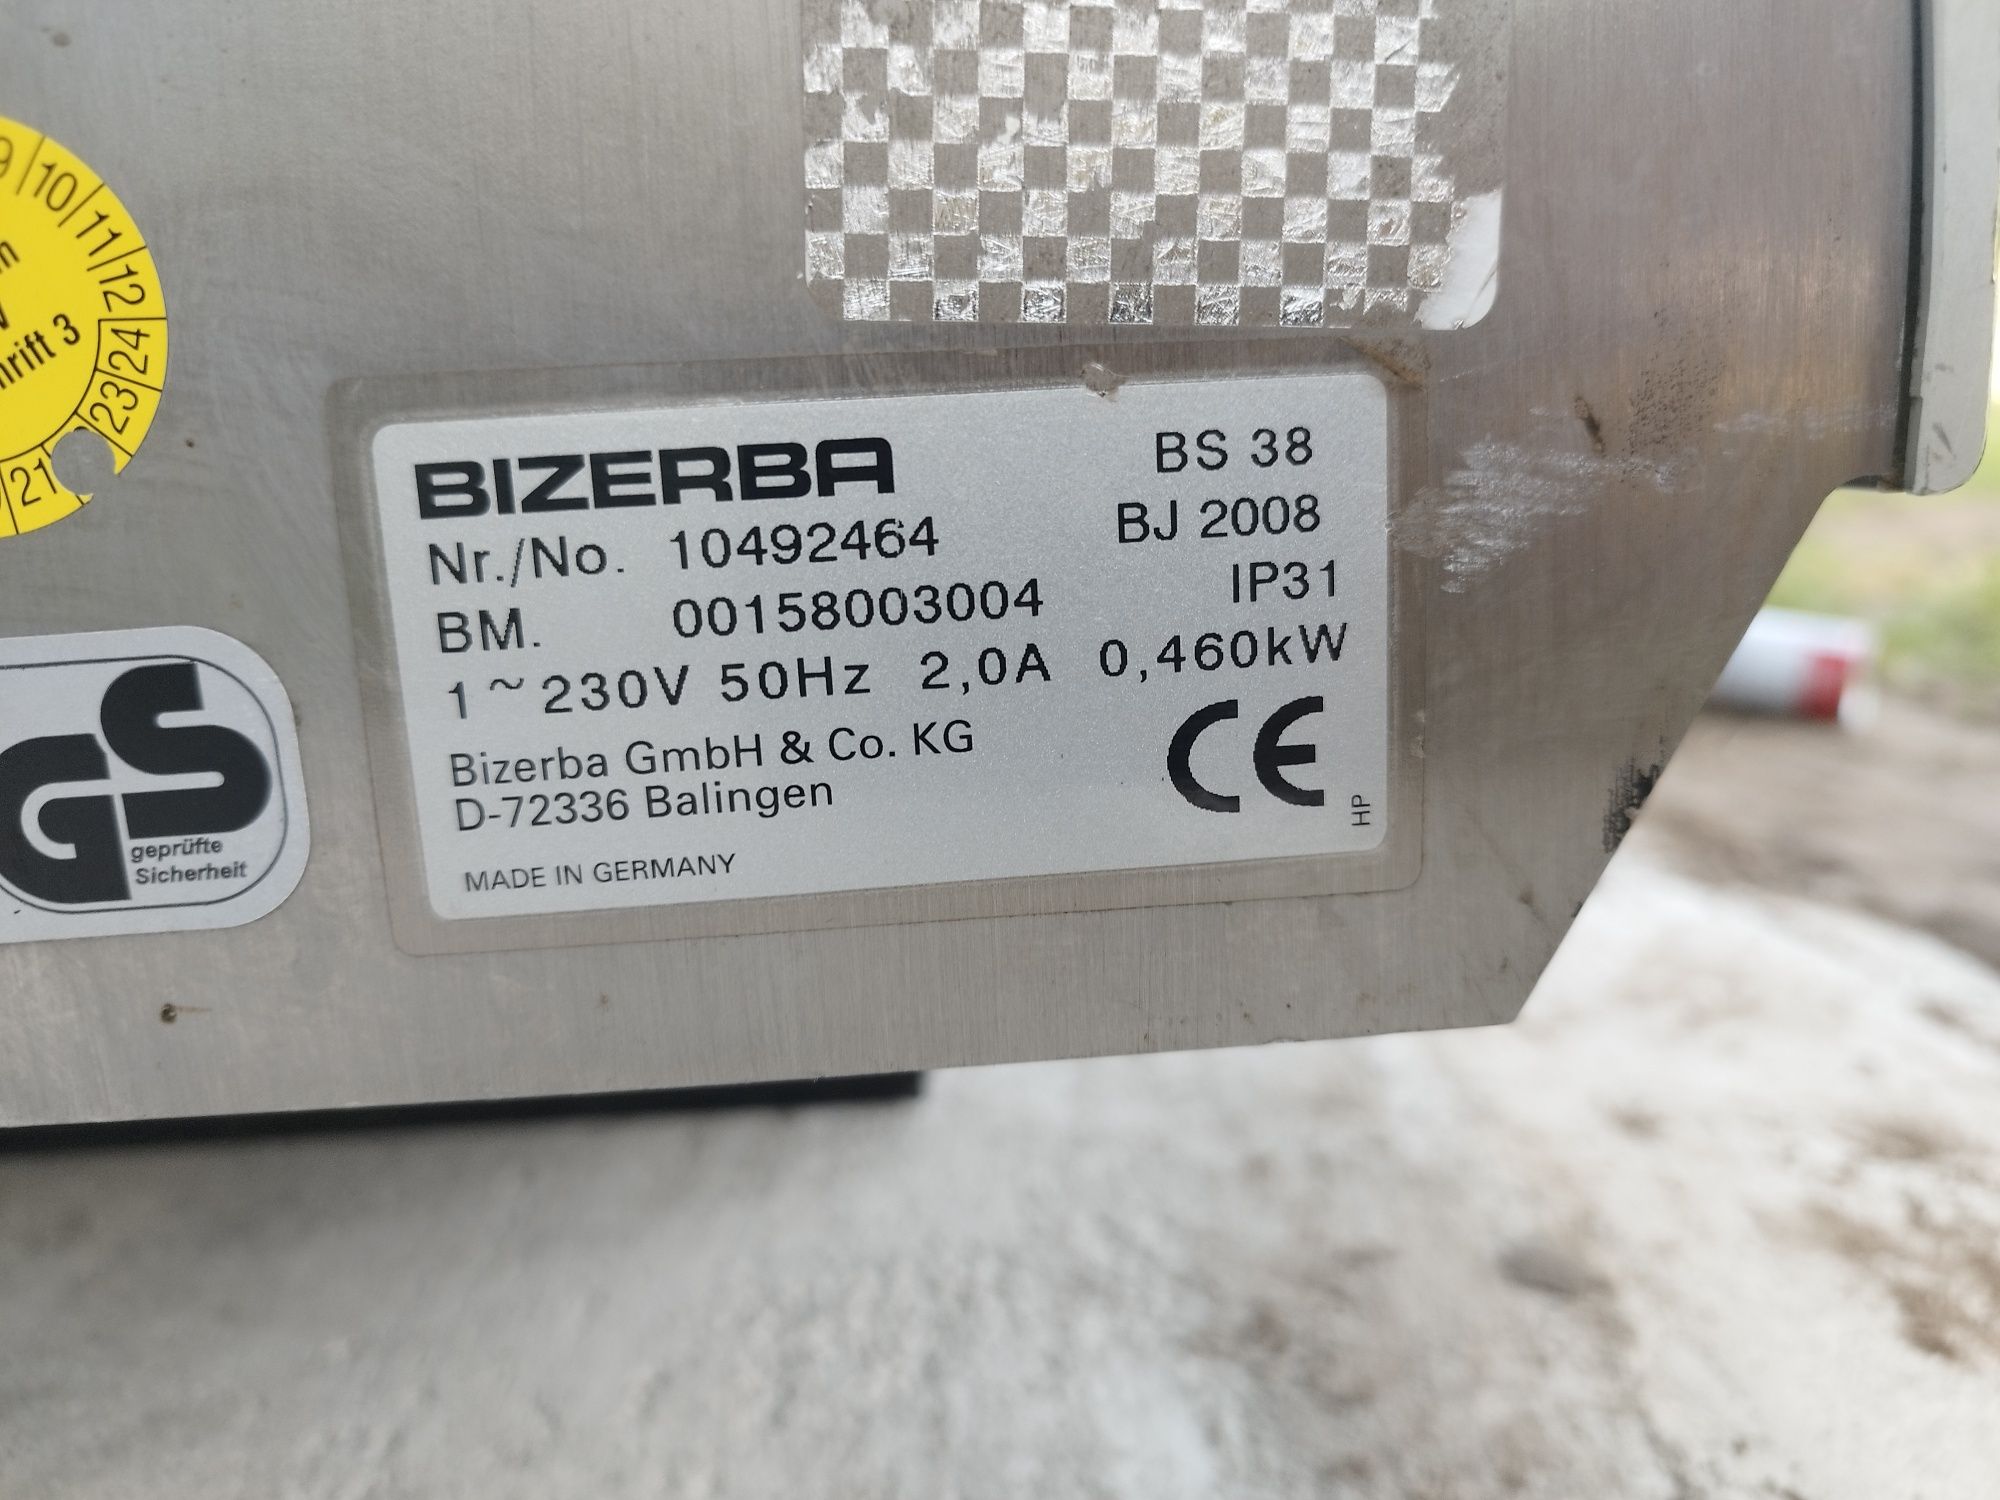 9 10 11 12
24
23
21
hrift 3
BIZERBA BS 38
Nr./No. 10492464 BJ 2008
BM. 00158003004 IP31
1~230V 50Hz 2,0A 0,460kW
Bizerba GmbH & Co. KG
D-72336 Balingen
CE
HP
MADE IN GERMANY
GS
geprüfte
Sicherheit